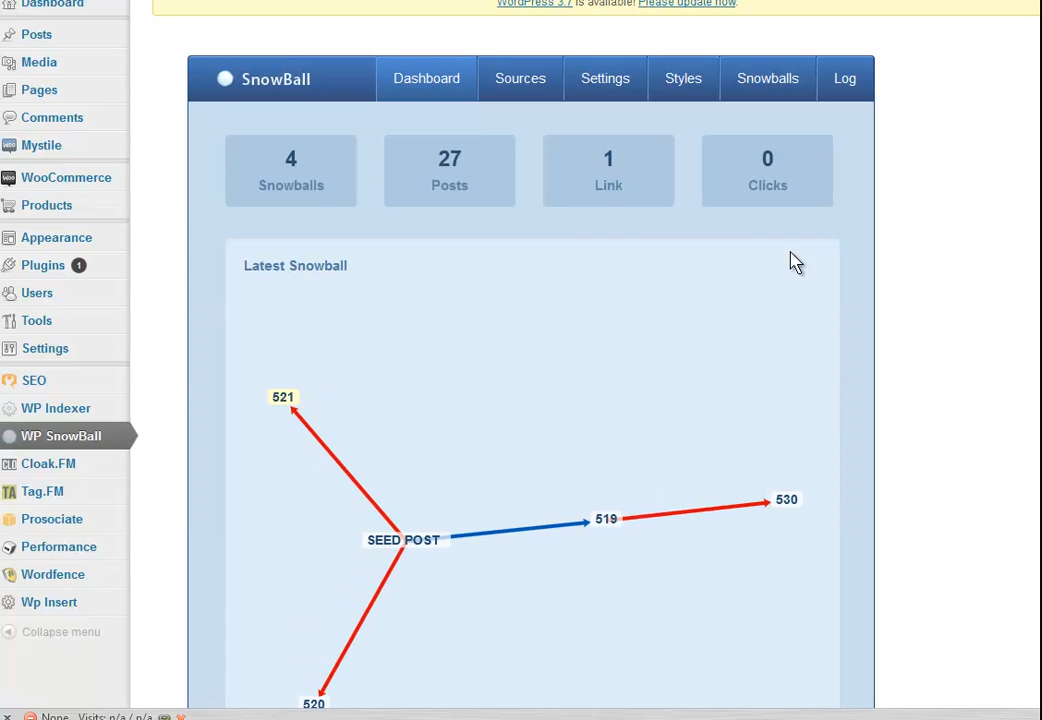 WordPress 3.7 is available! Please update now.
Dashboard
Posts
Media
Pages
Comments
Mystile
WooCommerce
Products
Appearance
Plugins 1
Users
Tools
Settings
SEO
WP Indexer
WP SnowBall
Cloak.FM
Tag.FM
Prosociate
Performance
Wordfence
Wp Insert
Collapse menu
SnowBall Dashboard Sources Settings Styles Snowballs Log
4 27 1 0
Snowballs Posts Link Clicks
Latest Snowball
521
530
519
SEED POST
520
None Visits: n/a / n/a